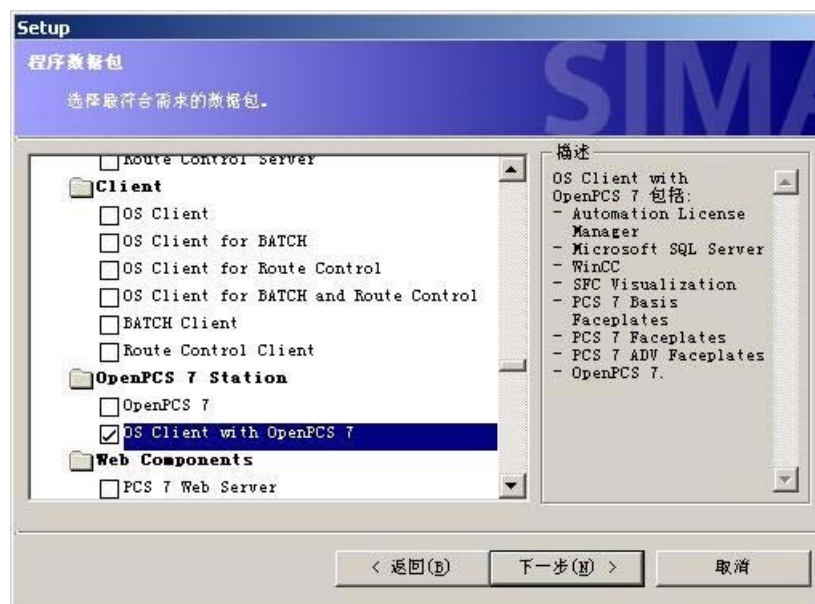 Setup
程序数据包
选择最符合需求的数据包。
SIMA
Route Control Server
Client
OS Client
OS Client for BATCH
OS Client for Route Control
OS Client for BATCH and Route Control
BATCH Client
Route Control Client
OpenPCS 7 Station
OpenPCS 7
OS Client with OpenPCS 7
Web Components
PCS 7 Web Server
描述
OS Client with
OpenPCS 7 包括:
- Automation License
Manager
- Microsoft SQL Server
- WinCC
- SFC Visualization
- PCS 7 Basis
Faceplates
- PCS 7 Faceplates
- PCS 7 ADV Faceplates
- OpenPCS 7.
< 返回(B)
下一步(N) >
取消